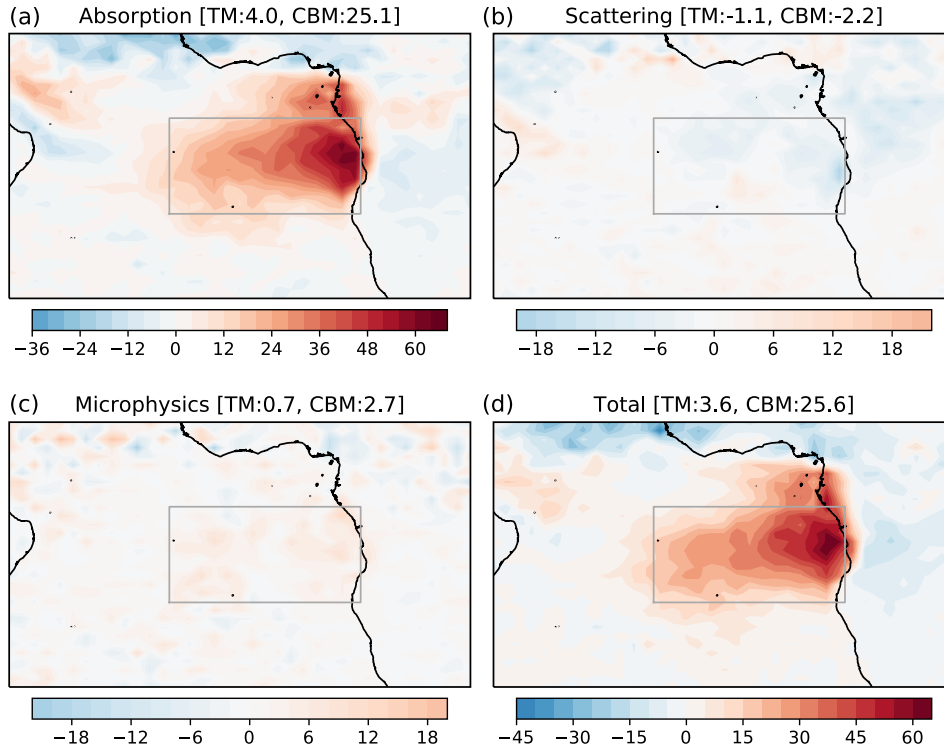 (a) Absorption [TM:4.0, CBM:25.1]
(b) Scattering [TM:-1.1, CBM:-2.2]
−36 −24 −12 0 12 24 36 48 60
−18 −12 −6 0 6 12 18
(c) Microphysics [TM:0.7, CBM:2.7]
(d) Total [TM:3.6, CBM:25.6]
−18 −12 −6 0 6 12 18
−45 −30 −15 0 15 30 45 60